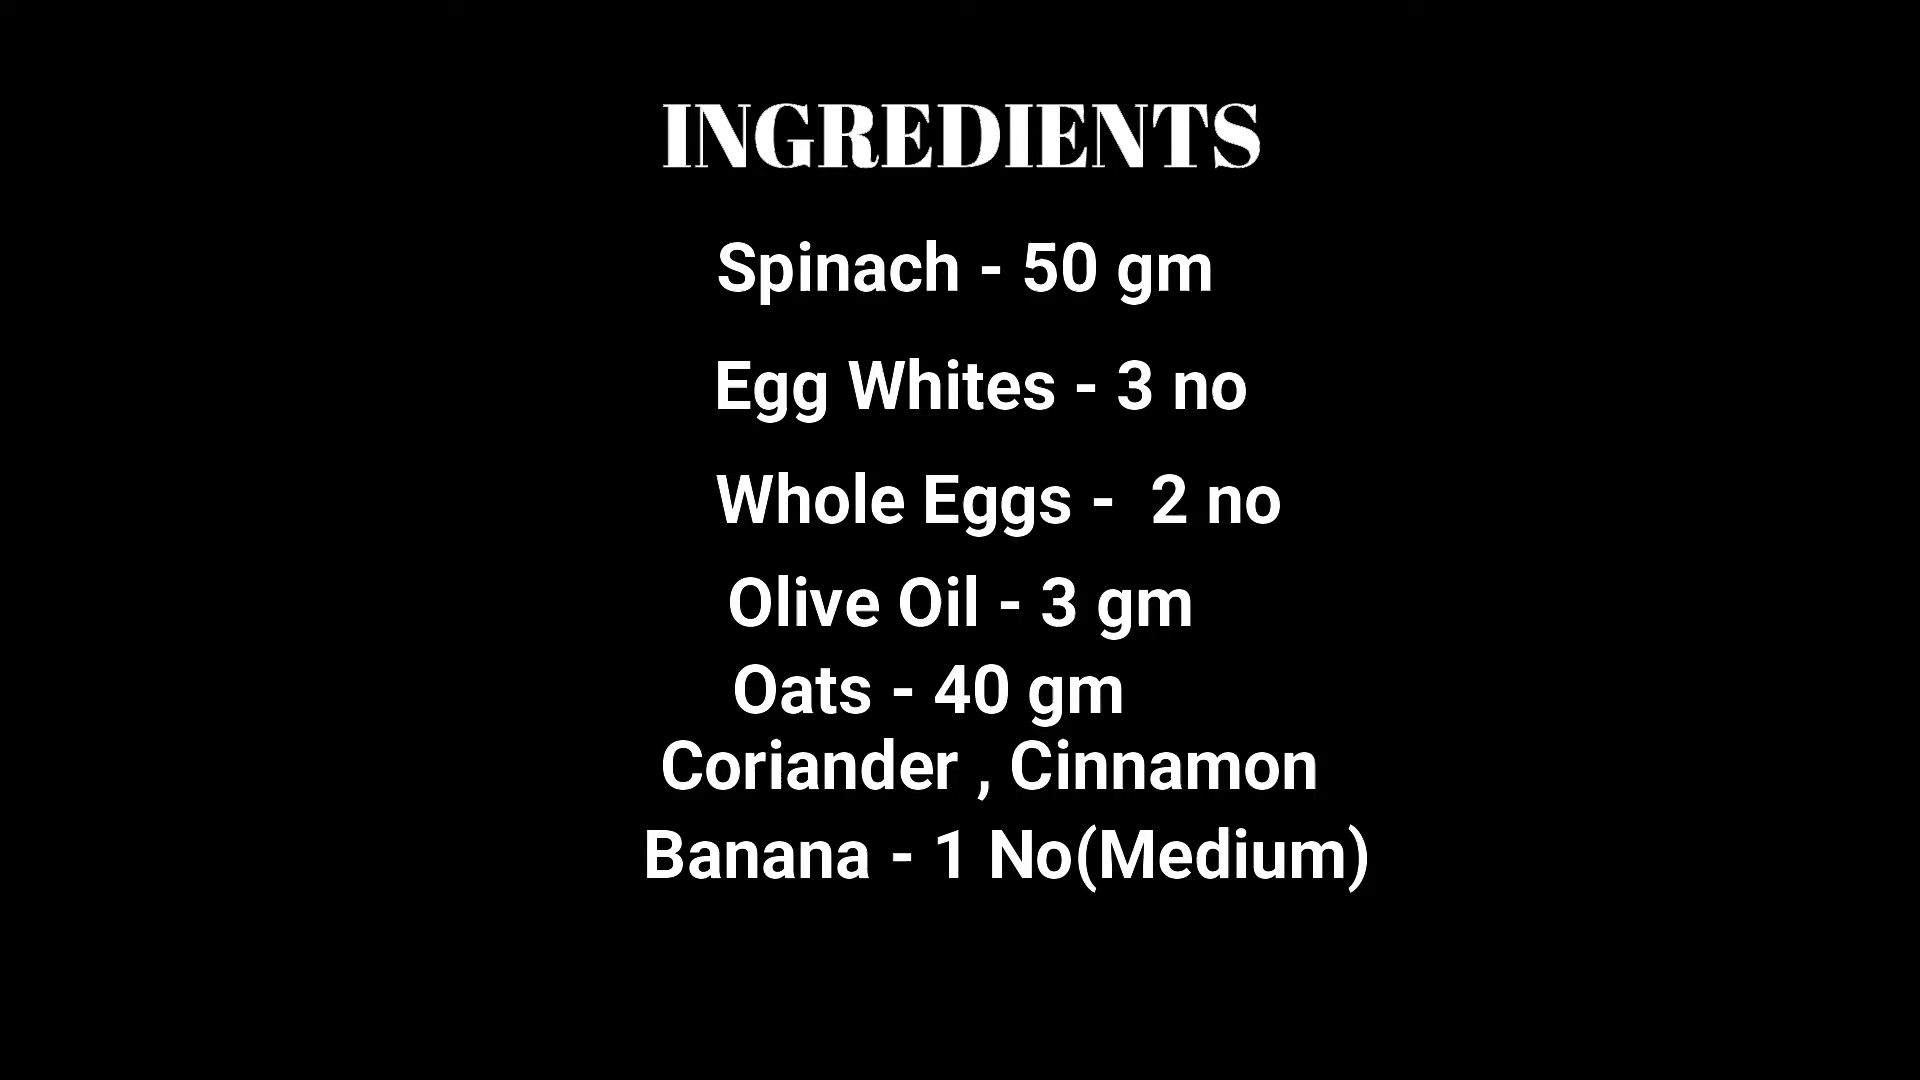 INGREDIENTS
Spinach - 50 gm
Egg Whites - 3 no
Whole Eggs -  2 no
Olive Oil - 3 gm
Oats - 40 gm
Coriander , Cinnamon
Banana - 1 No(Medium)